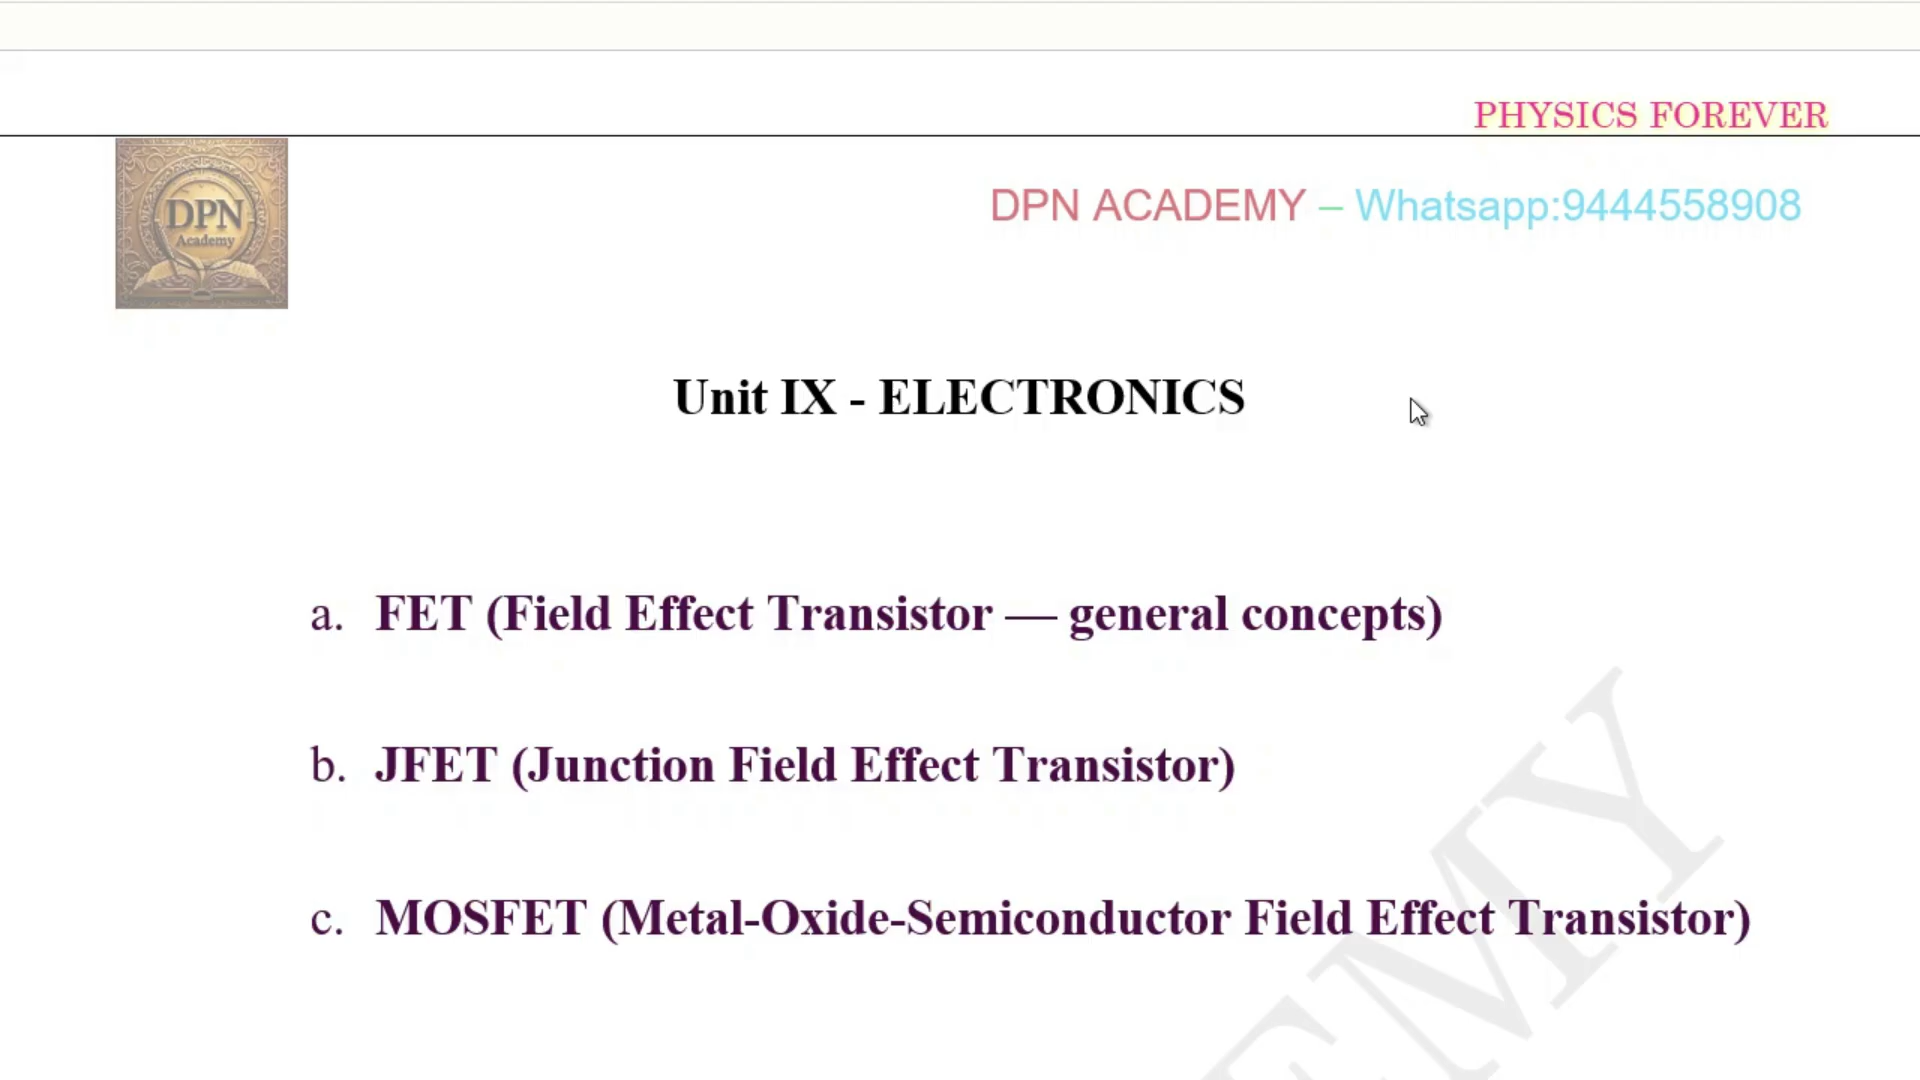 PHYSICS FOREVER
DPN
Academy
DPN ACADEMY – Whatsapp:9444558908
Unit IX - ELECTRONICS
a. FET (Field Effect Transistor — general concepts)
b. JFET (Junction Field Effect Transistor)
c. MOSFET (Metal-Oxide-Semiconductor Field Effect Transistor)
EMY